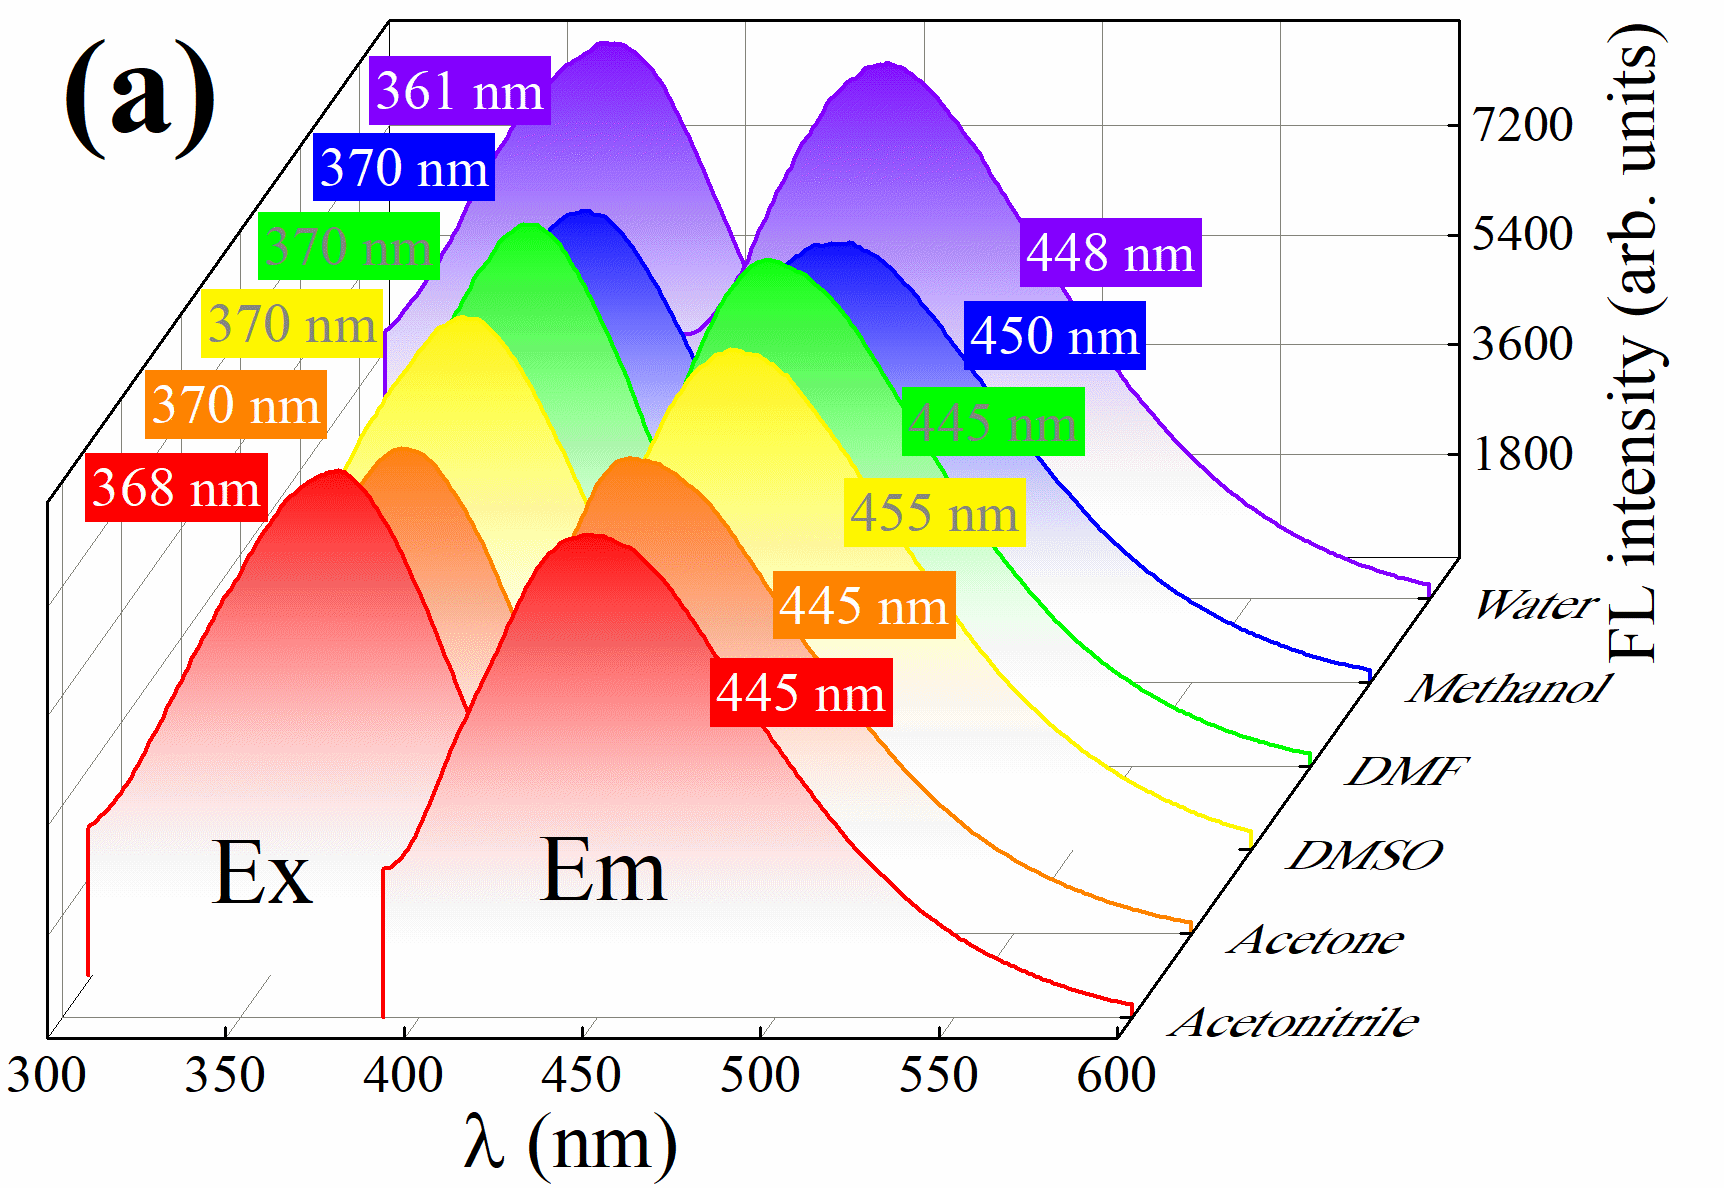 (a)
361 nm
370 nm
370 nm
370 nm
370 nm
368 nm
448 nm
450 nm
445 nm
455 nm
445 nm
445 nm
Ex
Em
7200
5400
3600
1800
FL intensity (arb. units)
Water
Methanol
DMF
DMSO
Acetone
Acetonitrile
300 350 400 450 500 550 600
λ (nm)